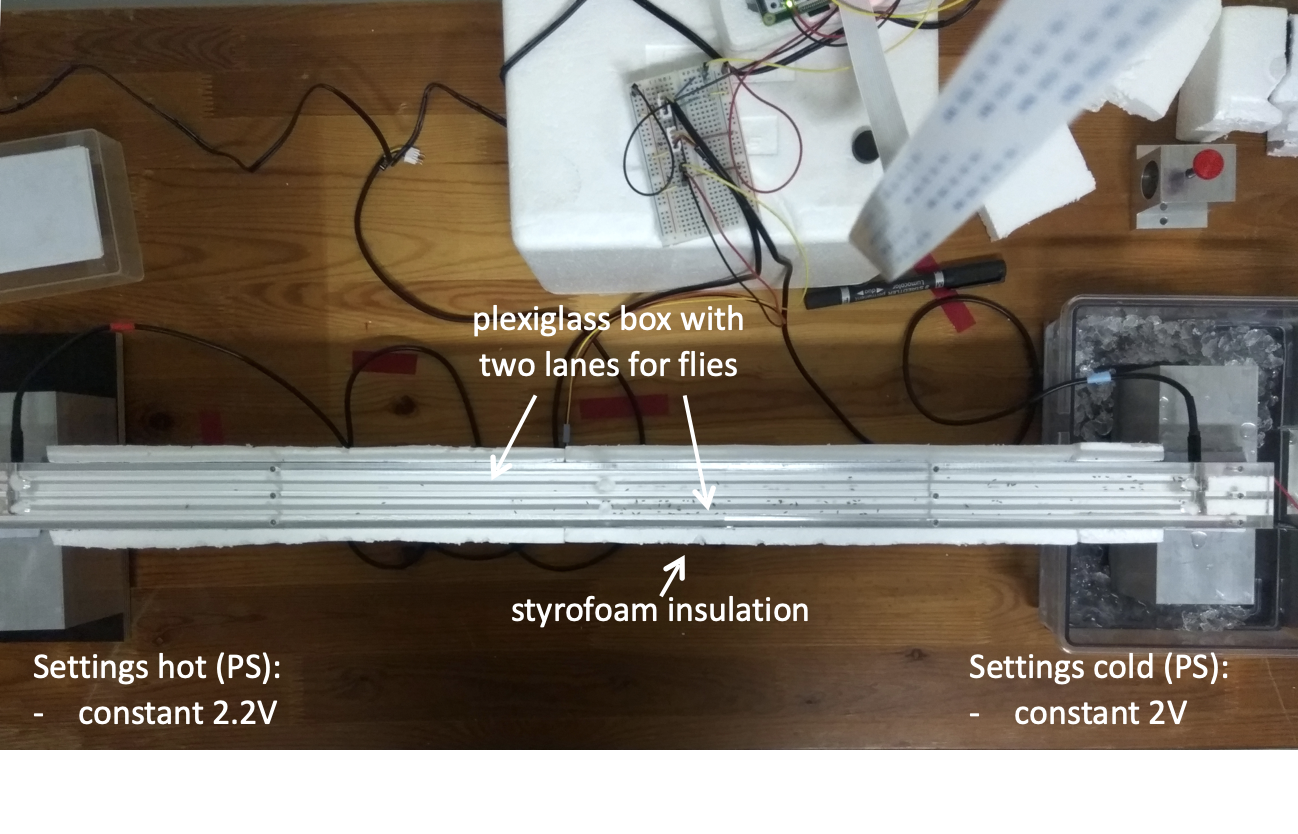 plexiglass box with
two lanes for flies
styrofoam insulation
Settings hot (PS):
- constant 2.2V
Settings cold (PS):
- constant 2V